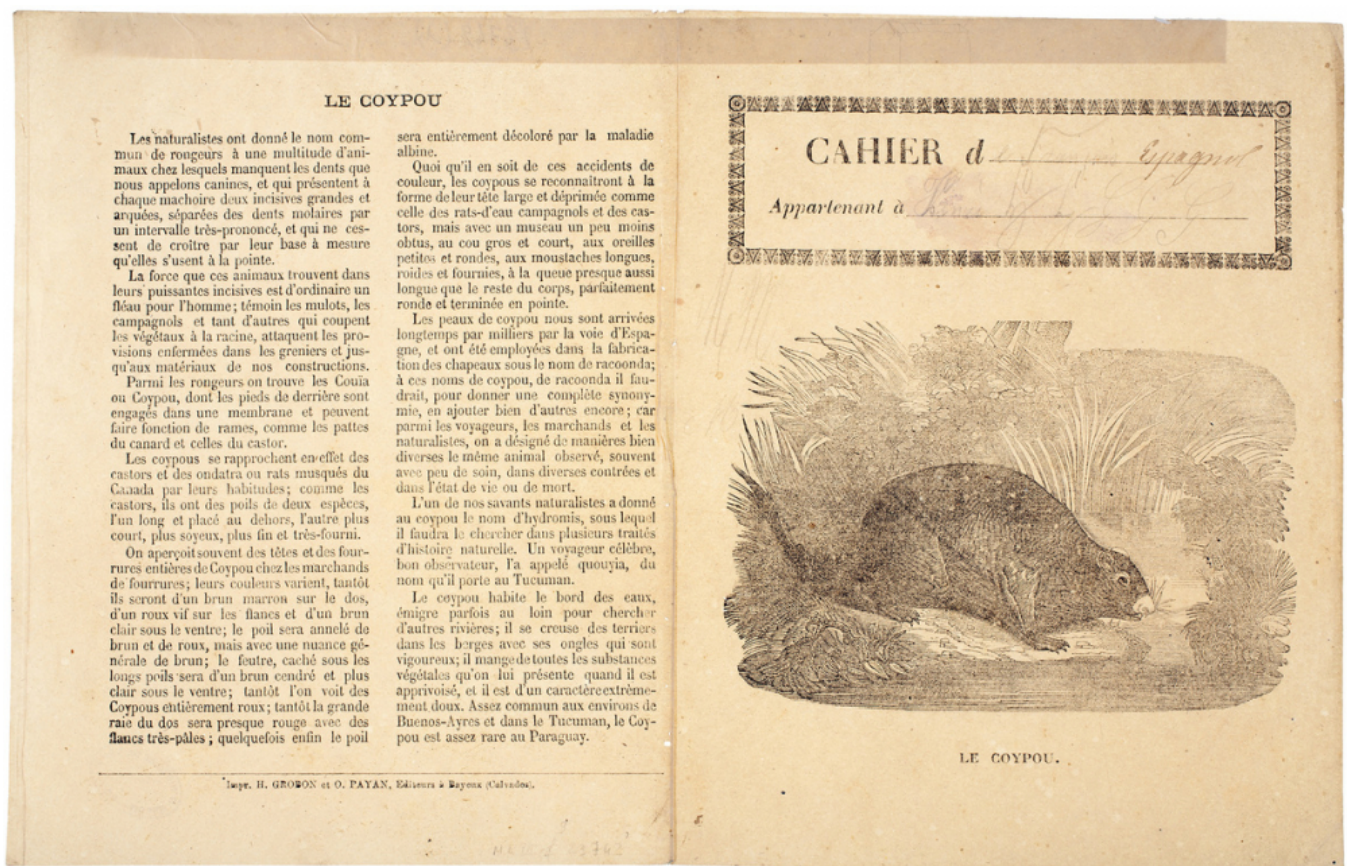 LE COYPOU
Les naturalistes ont donné le nom com-
mun de rongeurs à une multitude d'ani-
maux chez lesquels manquent les dents que
nous appelons canines, et qui présentent à
chaque machoire deux incisives grandes et
arquées, séparées des dents molaires par
un intervalle très-prononcé, et qui ne ces-
sent de croître par leur base à mesure
qu'elles s'usent à la pointe.
La force que ces animaux trouvent dans
leurs puissantes incisives est d'ordinaire un
fléau pour l'homme; témoin les mulots, les
campagnols et tant d'autres qui coupent
les végétaux à la racine, attaquent les pro-
visions enfermées dans les greniers et jus-
qu'aux matériaux de nos constructions.
Parmi les rongeurs on trouve les Couïa
ou Coypou, dont les pieds de derrière sont
engagés dans une membrane et peuvent
faire fonction de rames, comme les pattes
du canard et celles du castor.
Les coypous se rapprochent en effet des
castors et des ondatra ou rats musqués du
Canada par leurs habitudes; comme les
castors, ils ont des poils de deux espèces,
l'un long et placé au dehors, l'autre plus
court, plus soyeux, plus fin et très-fourni.
On aperçoit souvent des têtes et des four-
rures entières de Coypou chez les marchands
de fourrures; leurs couleurs varient, tantôt
ils seront d'un brun marron sur le dos,
d'un roux vif sur les flancs et d'un brun
clair sous le ventre; le poil sera annelé de
brun et de roux, mais avec une nuance gé-
nérale de brun; le feutre, caché sous les
longs poils sera d'un brun cendré et plus
clair sous le ventre; tantôt l'on voit des
Coypous entièrement roux; tantôt la grande
raie du dos sera presque rouge avec des
flancs très-pâles; quelquefois enfin le poil
sera entièrement décoloré par la maladie
albine.
Quoi qu'il en soit de ces accidents de
couleur, les coypous se reconnaîtront à la
forme de leur tête large et déprimée comme
celle des rats-d'eau campagnols et des cas-
tors, mais avec un museau un peu moins
obtus, au cou gros et court, aux oreilles
petites et rondes, aux moustaches longues,
roides et fournies, à la queue presque aussi
longue que le reste du corps, parfaitement
ronde et terminée en pointe.
Les peaux de coypou nous sont arrivées
longtemps par milliers par la voie d'Espa-
gne, et ont été employées dans la fabrica-
tion des chapeaux sous le nom de racoonda;
à ces noms de coypou, de racoonda il fau-
drait, pour donner une complète synony-
mie, en ajouter bien d'autres encore; car
parmi les voyageurs, les marchands et les
naturalistes, on a désigné de manières bien
diverses le même animal observé, souvent
avec peu de soin, dans diverses contrées et
dans l'état de vie ou de mort.
L'un de nos savants naturalistes a donné
au coypou le nom d'hydromis, sous lequel
il faudra le chercher dans plusieurs traités
d'histoire naturelle. Un voyageur célèbre,
bon observateur, l'a appelé quouyia, du
nom qu'il porte au Tucuman.
Le coypou habite le bord des eaux,
émigre parfois au loin pour chercher
d'autres rivières; il se creuse des terriers
dans les berges avec ses ongles qui sont
vigoureux; il mange de toutes les substances
végétales qu'on lui présente quand il est
apprivoisé, et il est d'un caractère extrême-
ment doux. Assez commun aux environs de
Buenos-Ayres et dans le Tucuman, le Coy-
pou est assez rare au Paraguay.
Impr. H. GROBON et O. PAYAN, Editeurs à Bayeux (Calvados).
CAHIER de Espagnol
Appartenant à
LE COYPOU.